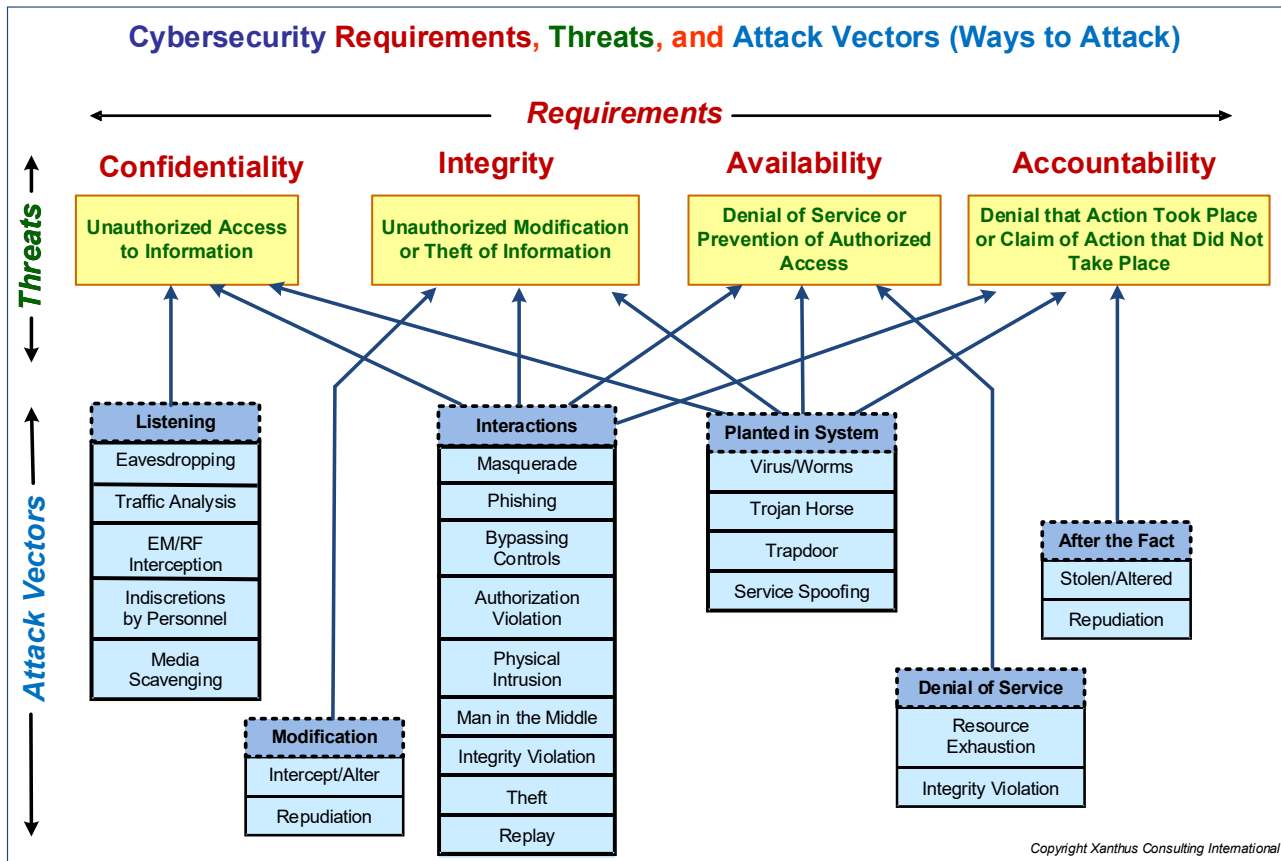 Cybersecurity Requirements, Threats, and Attack Vectors (Ways to Attack)
Requirements
Threats
Confidentiality
Integrity
Availability
Accountability
Unauthorized Access
to Information
Unauthorized Modification
or Theft of Information
Denial of Service or
Prevention of Authorized
Access
Denial that Action Took Place
or Claim of Action that Did Not
Take Place
Attack Vectors
Listening
Eavesdropping
Traffic Analysis
EM/RF
Interception
Indiscretions
by Personnel
Media
Scavenging
Modification
Intercept/Alter
Repudiation
Interactions
Masquerade
Phishing
Bypassing
Controls
Authorization
Violation
Physical
Intrusion
Man in the Middle
Integrity Violation
Theft
Replay
Planted in System
Virus/Worms
Trojan Horse
Trapdoor
Service Spoofing
Denial of Service
Resource
Exhaustion
Integrity Violation
After the Fact
Stolen/Altered
Repudiation
Copyright Xanthus Consulting International